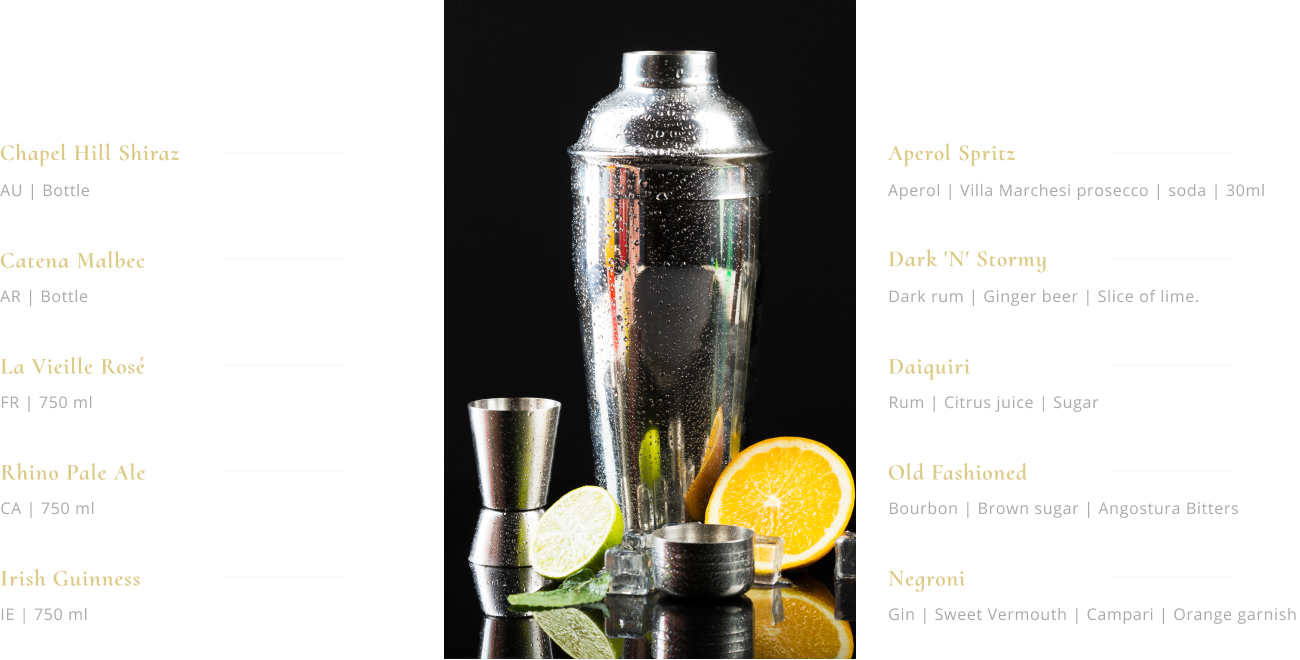 Chapel Hill Shiraz
AU | Bottle
Catena Malbec
AR | Bottle
La Vieille Rosé
FR | 750 ml
Rhino Pale Ale
CA | 750 ml
Irish Guinness
IE | 750 ml
Aperol Spritz
Aperol | Villa Marchesi prosecco | soda | 30ml
Dark 'N' Stormy
Dark rum | Ginger beer | Slice of lime.
Daiquiri
Rum | Citrus juice | Sugar
Old Fashioned
Bourbon | Brown sugar | Angostura Bitters
Negroni
Gin | Sweet Vermouth | Campari | Orange garnish